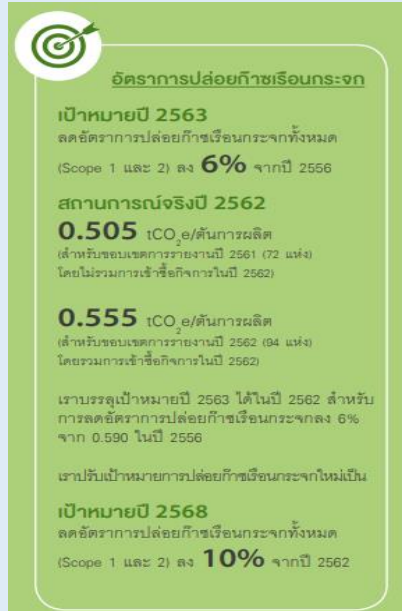 อัตราการปล่อยก๊าซเรือนกระจก
เป้าหมายปี 2563
ลดอัตราการปล่อยก๊าซเรือนกระจกทั้งหมด
(Scope 1 และ 2) ลง 6% จากปี 2556
สถานการณ์จริงปี 2562
0.505 tCO₂e/ตันการผลิต
(สำหรับขอบเขตการรายงานปี 2561 (72 แห่ง)
โดยไม่รวมการเข้าซื้อกิจการในปี 2562)
0.555 tCO₂e/ตันการผลิต
(สำหรับขอบเขตการรายงานปี 2562 (94 แห่ง)
โดยรวมการเข้าซื้อกิจการในปี 2562)
เราบรรลุเป้าหมายปี 2563 ได้ในปี 2562 สำหรับ
การลดอัตราการปล่อยก๊าซเรือนกระจกลง 6%
จาก 0.590 ในปี 2556
เราปรับเป้าหมายการปล่อยก๊าซเรือนกระจกใหม่เป็น
เป้าหมายปี 2568
ลดอัตราการปล่อยก๊าซเรือนกระจกทั้งหมด
(Scope 1 และ 2) ลง 10% จากปี 2562